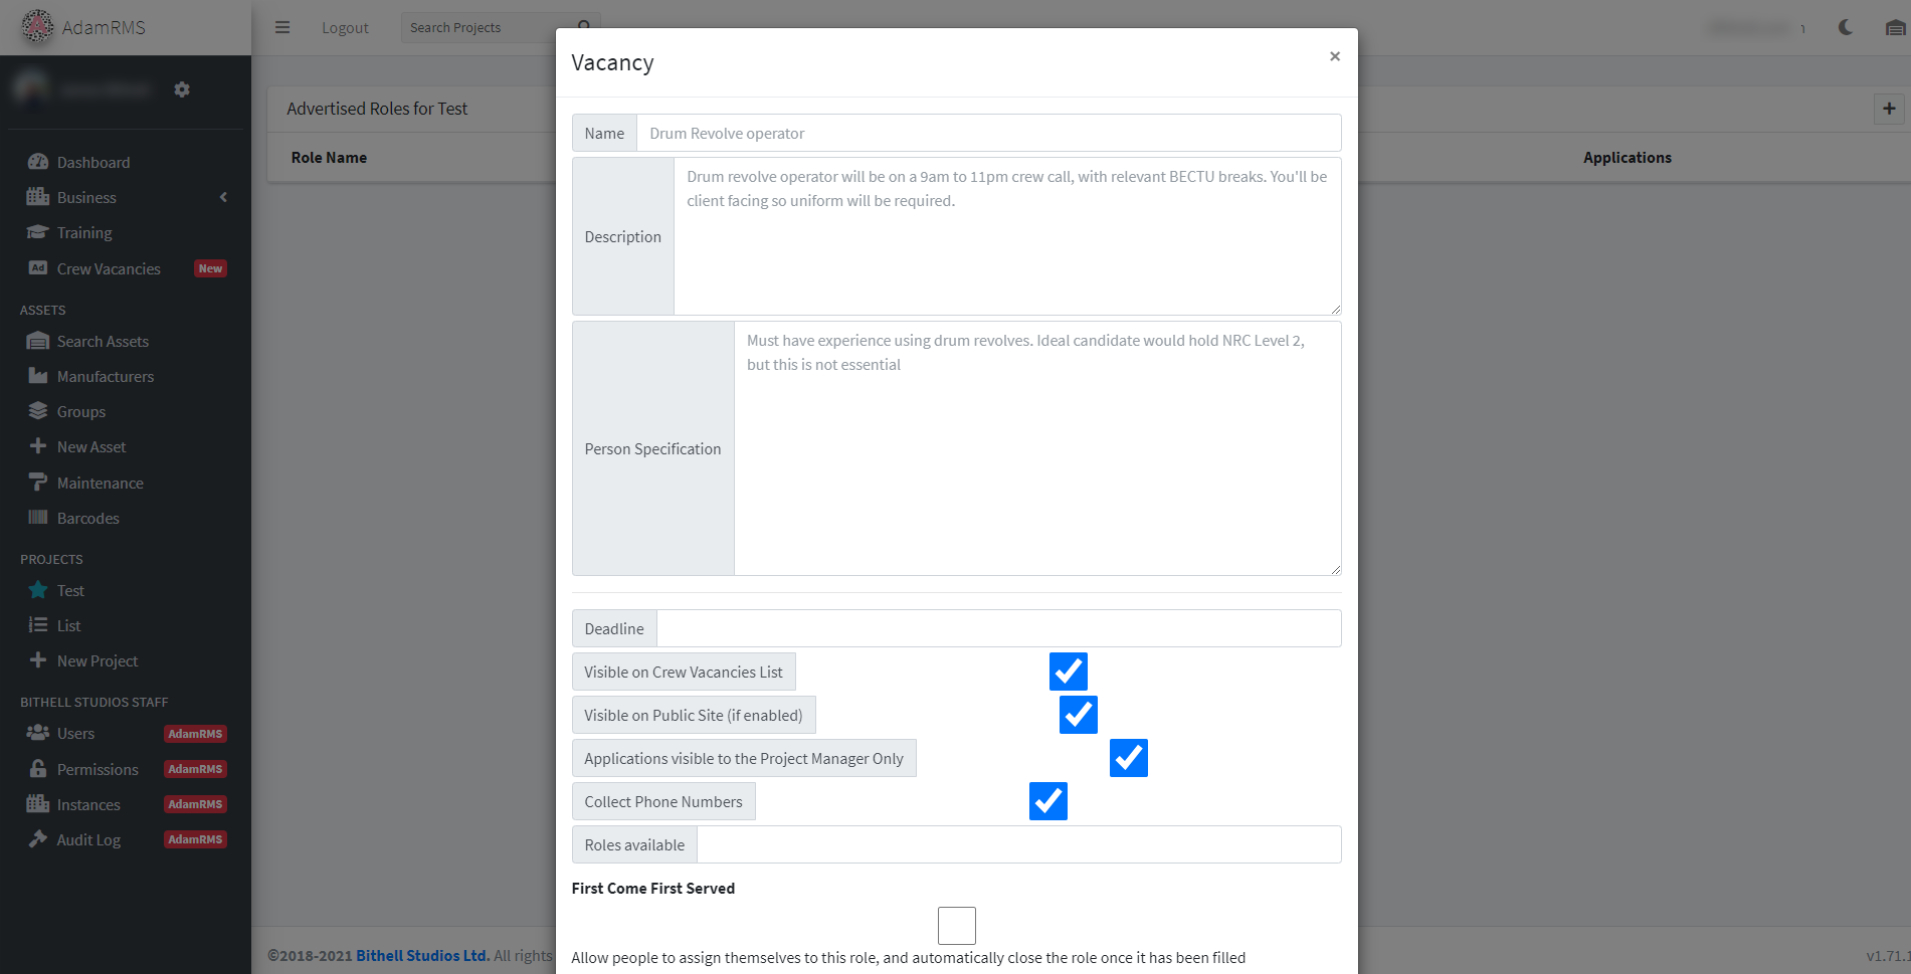 AdamRMS
Logout
Search Projects
Dashboard
Business
Training
Crew Vacancies New
ASSETS
Search Assets
Manufacturers
Groups
New Asset
Maintenance
Barcodes
PROJECTS
Test
List
New Project
BITHELL STUDIOS STAFF
Users AdamRMS
Permissions AdamRMS
Instances AdamRMS
Audit Log AdamRMS
Advertised Roles for Test
Role Name
Applications
Vacancy
×
Name Drum Revolve operator
Description
Drum revolve operator will be on a 9am to 11pm crew call, with relevant BECTU breaks. You'll be
client facing so uniform will be required.
Person Specification
Must have experience using drum revolves. Ideal candidate would hold NRC Level 2,
but this is not essential
Deadline
Visible on Crew Vacancies List
Visible on Public Site (if enabled)
Applications visible to the Project Manager Only
Collect Phone Numbers
Roles available
First Come First Served
Allow people to assign themselves to this role, and automatically close the role once it has been filled
©2018-2021 Bithell Studios Ltd. All rights
v1.71.1